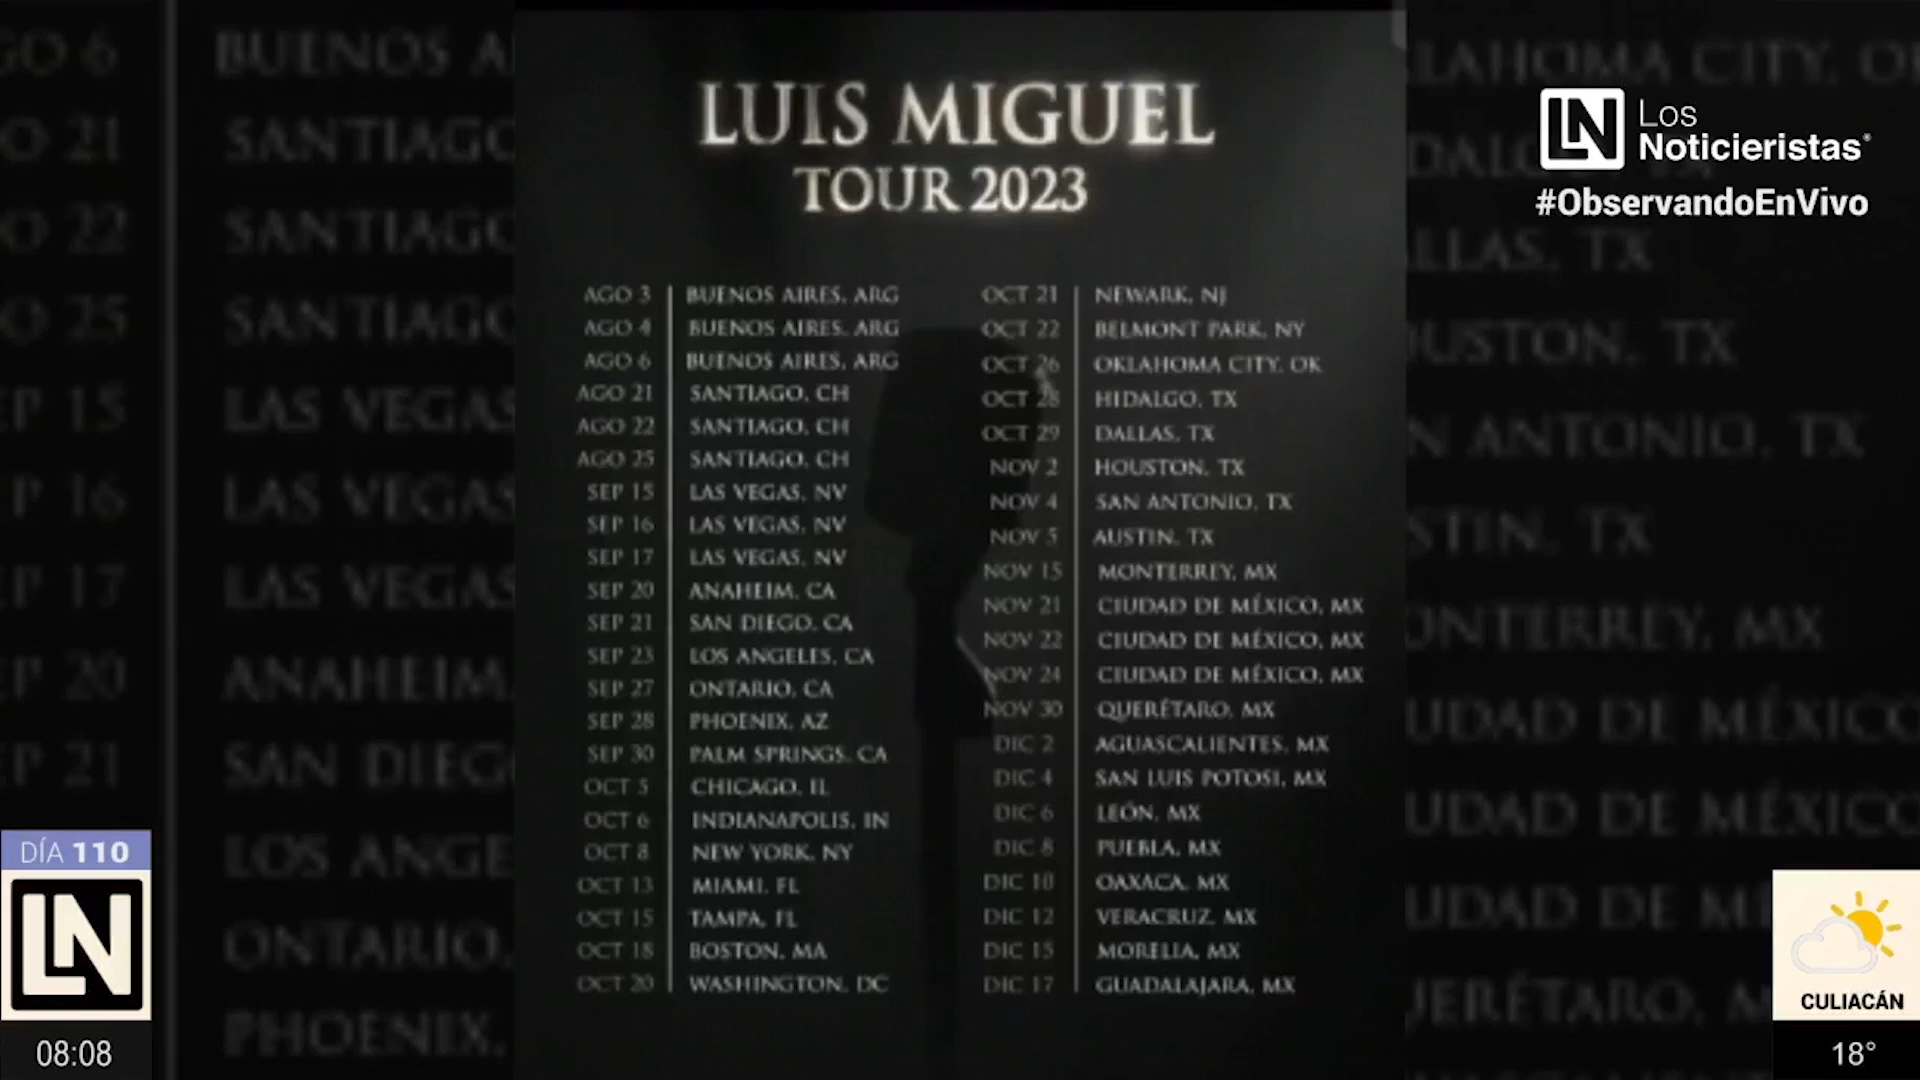 LUIS MIGUEL
TOUR 2023
AGO 3 BUENOS AIRES, ARG
AGO 4 BUENOS AIRES, ARG
AGO 6 BUENOS AIRES, ARG
AGO 21 SANTIAGO, CH
AGO 22 SANTIAGO, CH
AGO 25 SANTIAGO, CH
SEP 15 LAS VEGAS, NV
SEP 16 LAS VEGAS, NV
SEP 17 LAS VEGAS, NV
SEP 20 ANAHEIM, CA
SEP 21 SAN DIEGO, CA
SEP 23 LOS ANGELES, CA
SEP 27 ONTARIO, CA
SEP 28 PHOENIX, AZ
SEP 30 PALM SPRINGS, CA
OCT 5 CHICAGO, IL
OCT 6 INDIANAPOLIS, IN
OCT 8 NEW YORK, NY
OCT 13 MIAMI, FL
OCT 15 TAMPA, FL
OCT 18 BOSTON, MA
OCT 20 WASHINGTON, DC
OCT 21 NEWARK, NJ
OCT 22 BELMONT PARK, NY
OCT 26 OKLAHOMA CITY, OK
OCT 28 HIDALGO, TX
OCT 29 DALLAS, TX
NOV 2 HOUSTON, TX
NOV 4 SAN ANTONIO, TX
NOV 5 AUSTIN, TX
NOV 15 MONTERREY, MX
NOV 21 CIUDAD DE MÉXICO, MX
NOV 22 CIUDAD DE MÉXICO, MX
NOV 24 CIUDAD DE MÉXICO, MX
NOV 30 QUERÉTARO, MX
DIC 2 AGUASCALIENTES, MX
DIC 4 SAN LUIS POTOSI, MX
DIC 6 LEÓN, MX
DIC 8 PUEBLA, MX
DIC 10 OAXACA, MX
DIC 12 VERACRUZ, MX
DIC 15 MORELIA, MX
DIC 17 GUADALAJARA, MX
LN Los
Noticieristas®
#ObservandoEnVivo
DÍA 110
LN
08:08
CULIACÁN
18°